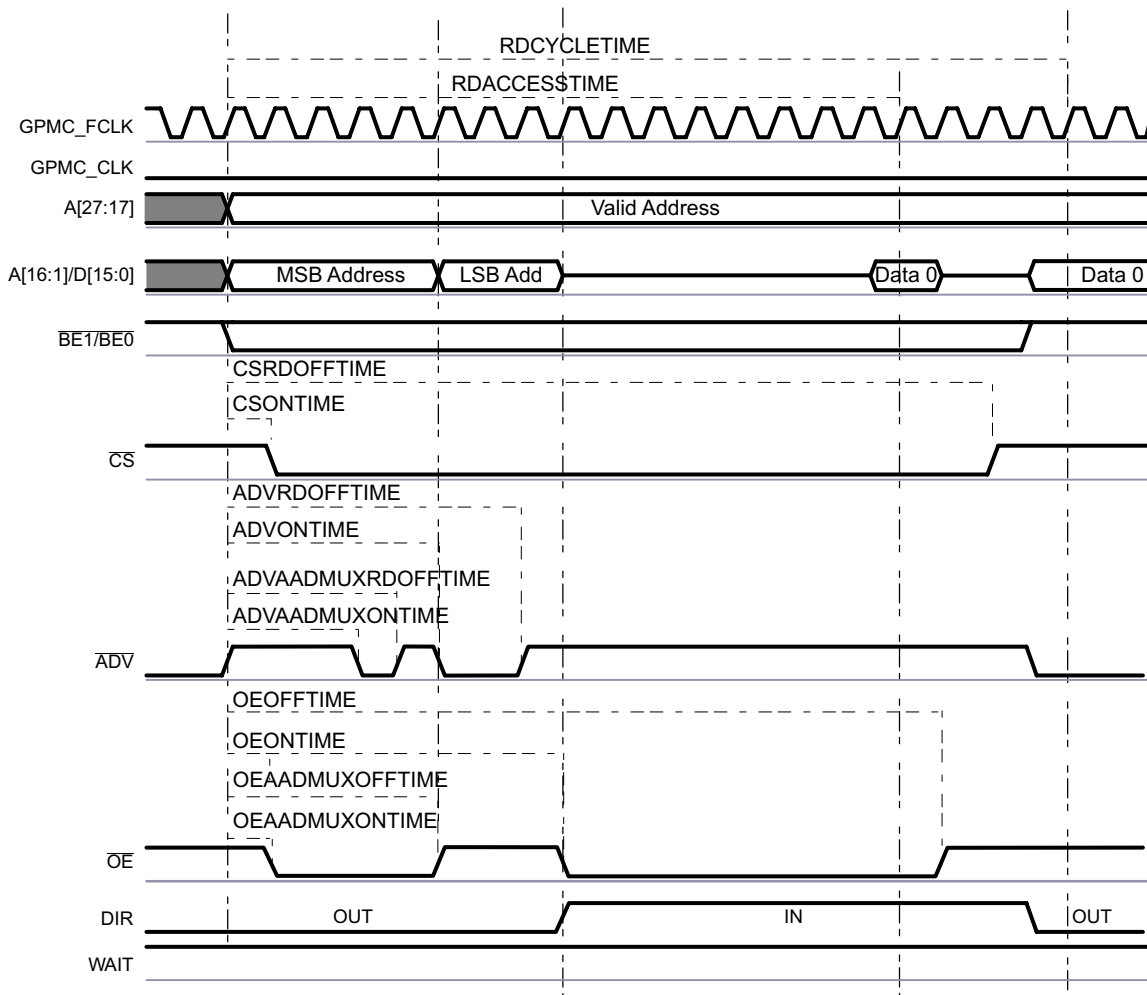 RDCYCLETIME
RDACCESSTIME
GPMC_FCLK
GPMC_CLK
A[27:17]
Valid Address
A[16:1]/D[15:0]
MSB Address
LSB Add
Data 0
Data 0
BE1/BE0
CSRDOFFTIME
CSONTIME
CS
ADVRDOFFTIME
ADVONTIME
ADVAADMUXRDOFFTIME
ADVAADMUXONTIME
ADV
OEOFFTIME
OEONTIME
OEAADMUXOFFTIME
OEAADMUXONTIME
OE
DIR
OUT
IN
OUT
WAIT